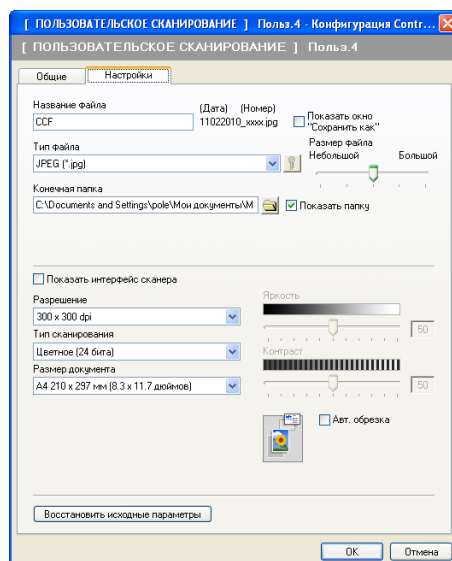 [ ПОЛЬЗОВАТЕЛЬСКОЕ СКАНИРОВАНИЕ ] Польз.4 - Конфигурация Contr...
[ ПОЛЬЗОВАТЕЛЬСКОЕ СКАНИРОВАНИЕ ] Польз.4
Общие Настройки
Название файла (Дата) (Номер)
CCF 11022010_xxxx.jpg Показать окно "Сохранить как"
Тип файла Размер файла
JPEG (*.jpg) Небольшой Большой
Конечная папка
C:\Documents and Settings\pole\Мои документы\М Показать папку
Показать интерфейс сканера
Разрешение Яркость
300 x 300 dpi 50
Тип сканирования
Цветное (24 бита) Контраст
Размер документа
A4 210 x 297 мм (8.3 x 11.7 дюймов) 50
Авт. обрезка
Восстановить исходные параметры
OK Отмена